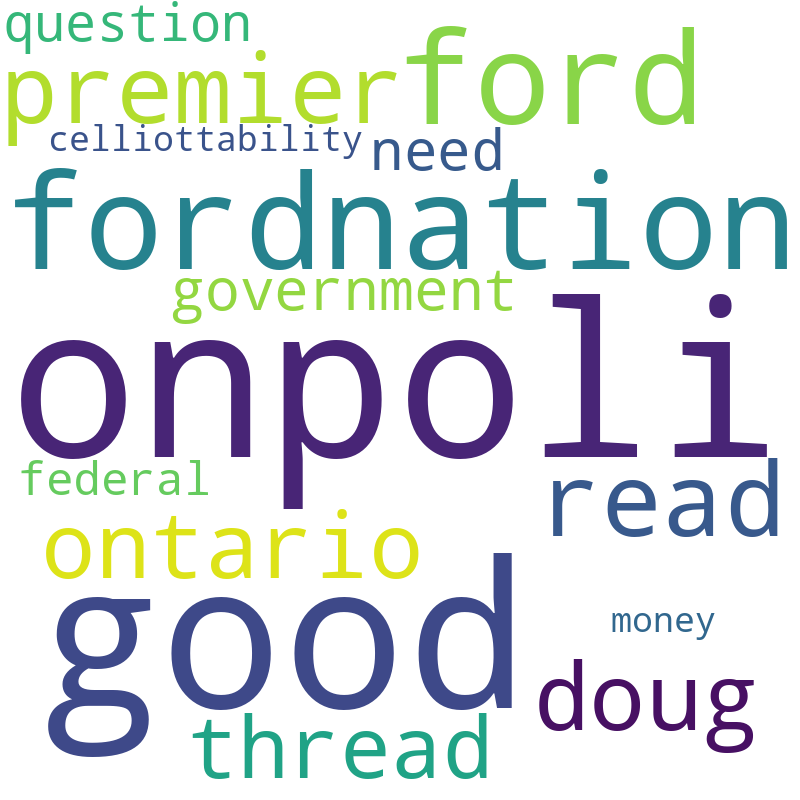 question
premier ford
celliottability need
fordnation
government
onpoli
federal read
ontario
good money
doug
thread